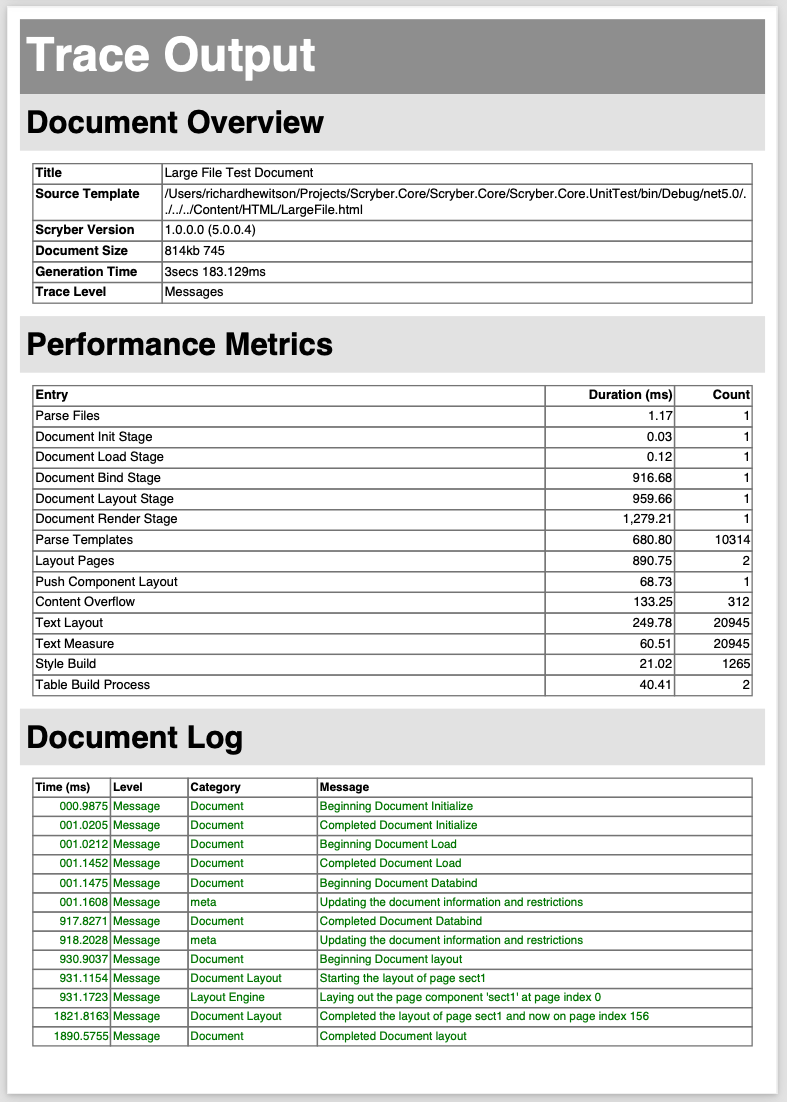 Trace Output
Document Overview
Title Large File Test Document
Source Template /Users/richardhewitson/Projects/Scryber.Core/Scryber.Core/Scryber.Core.UnitTest/bin/Debug/net5.0/.
./../../Content/HTML/LargeFile.html
Scryber Version 1.0.0.0 (5.0.0.4)
Document Size 814kb 745
Generation Time 3secs 183.129ms
Trace Level Messages
Performance Metrics
Entry Duration (ms) Count
Parse Files 1.17 1
Document Init Stage 0.03 1
Document Load Stage 0.12 1
Document Bind Stage 916.68 1
Document Layout Stage 959.66 1
Document Render Stage 1,279.21 1
Parse Templates 680.80 10314
Layout Pages 890.75 2
Push Component Layout 68.73 1
Content Overflow 133.25 312
Text Layout 249.78 20945
Text Measure 60.51 20945
Style Build 21.02 1265
Table Build Process 40.41 2
Document Log
Time (ms) Level Category Message
000.9875 Message Document Beginning Document Initialize
001.0205 Message Document Completed Document Initialize
001.0212 Message Document Beginning Document Load
001.1452 Message Document Completed Document Load
001.1475 Message Document Beginning Document Databind
001.1608 Message meta Updating the document information and restrictions
917.8271 Message Document Completed Document Databind
918.2028 Message meta Updating the document information and restrictions
930.9037 Message Document Beginning Document layout
931.1154 Message Document Layout Starting the layout of page sect1
931.1723 Message Layout Engine Laying out the page component 'sect1' at page index 0
1821.8163 Message Document Layout Completed the layout of page sect1 and now on page index 156
1890.5755 Message Document Completed Document layout